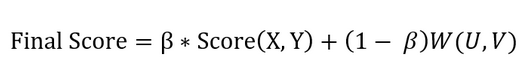 Final Score = β ∗ Score(X, Y) + (1 − β)W(U, V)